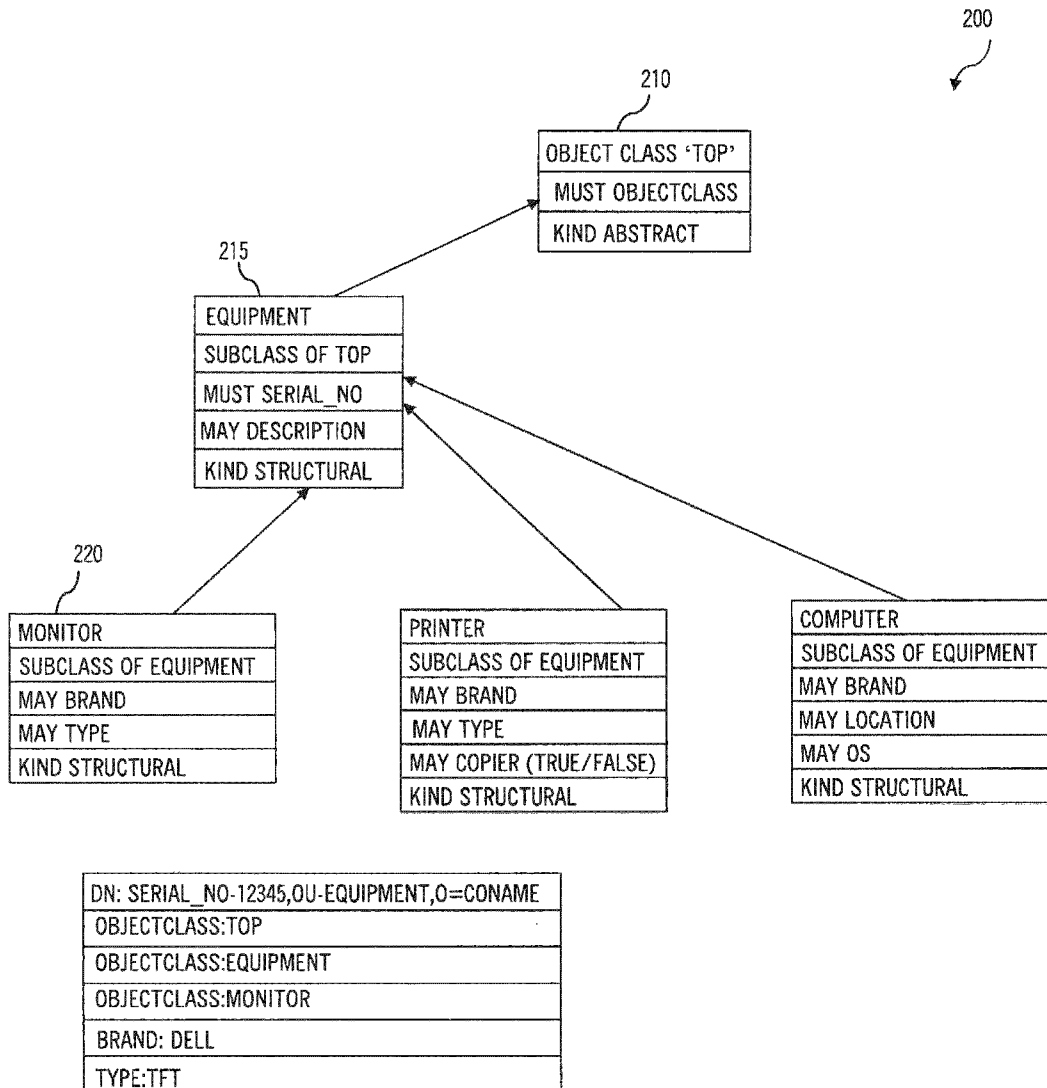 200
210
OBJECT CLASS ‘TOP’
MUST OBJECTCLASS
KIND ABSTRACT
215
EQUIPMENT
SUBCLASS OF TOP
MUST SERIAL_NO
MAY DESCRIPTION
KIND STRUCTURAL
220
MONITOR
SUBCLASS OF EQUIPMENT
MAY BRAND
MAY TYPE
KIND STRUCTURAL
PRINTER
SUBCLASS OF EQUIPMENT
MAY BRAND
MAY TYPE
MAY COPIER (TRUE/FALSE)
KIND STRUCTURAL
COMPUTER
SUBCLASS OF EQUIPMENT
MAY BRAND
MAY LOCATION
MAY OS
KIND STRUCTURAL
DN: SERIAL_NO-12345,OU-EQUIPMENT,O=CONAME
OBJECTCLASS:TOP
OBJECTCLASS:EQUIPMENT
OBJECTCLASS:MONITOR
BRAND: DELL
TYPE:TFT